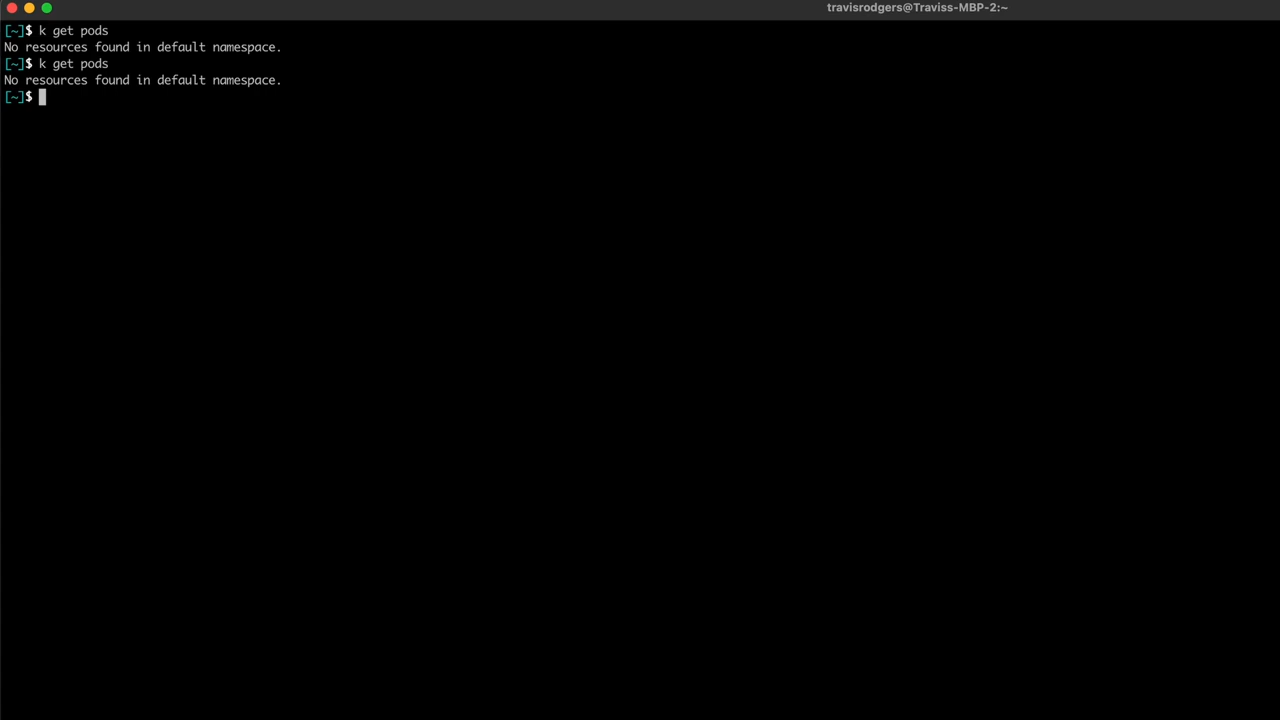 travisrodgers@Traviss-MBP-2:~
[~]$ k get pods
No resources found in default namespace.
[~]$ k get pods
No resources found in default namespace.
[~]$